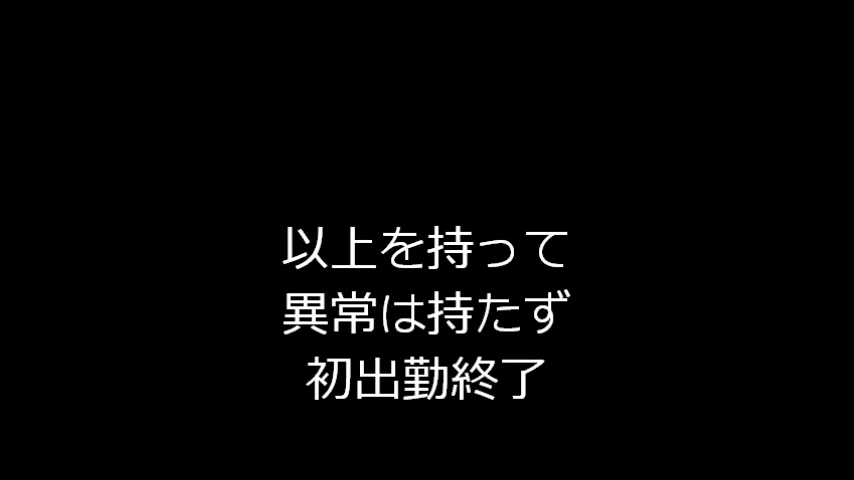 以上を持って
異常は持たず
初出勤終了